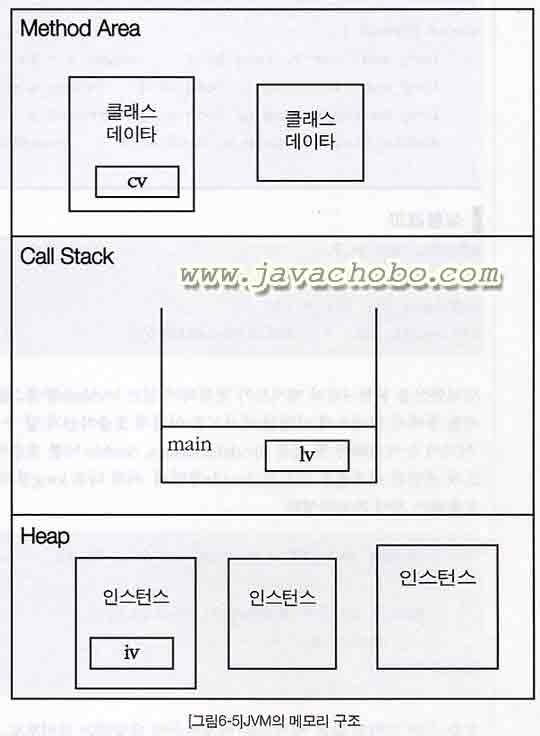 Method Area
클래스
데이타
cv
클래스
데이타
Call Stack
www.javachobo.com
main
lv
Heap
인스턴스
iv
인스턴스
인스턴스
[그림6-5]JVM의 메모리 구조